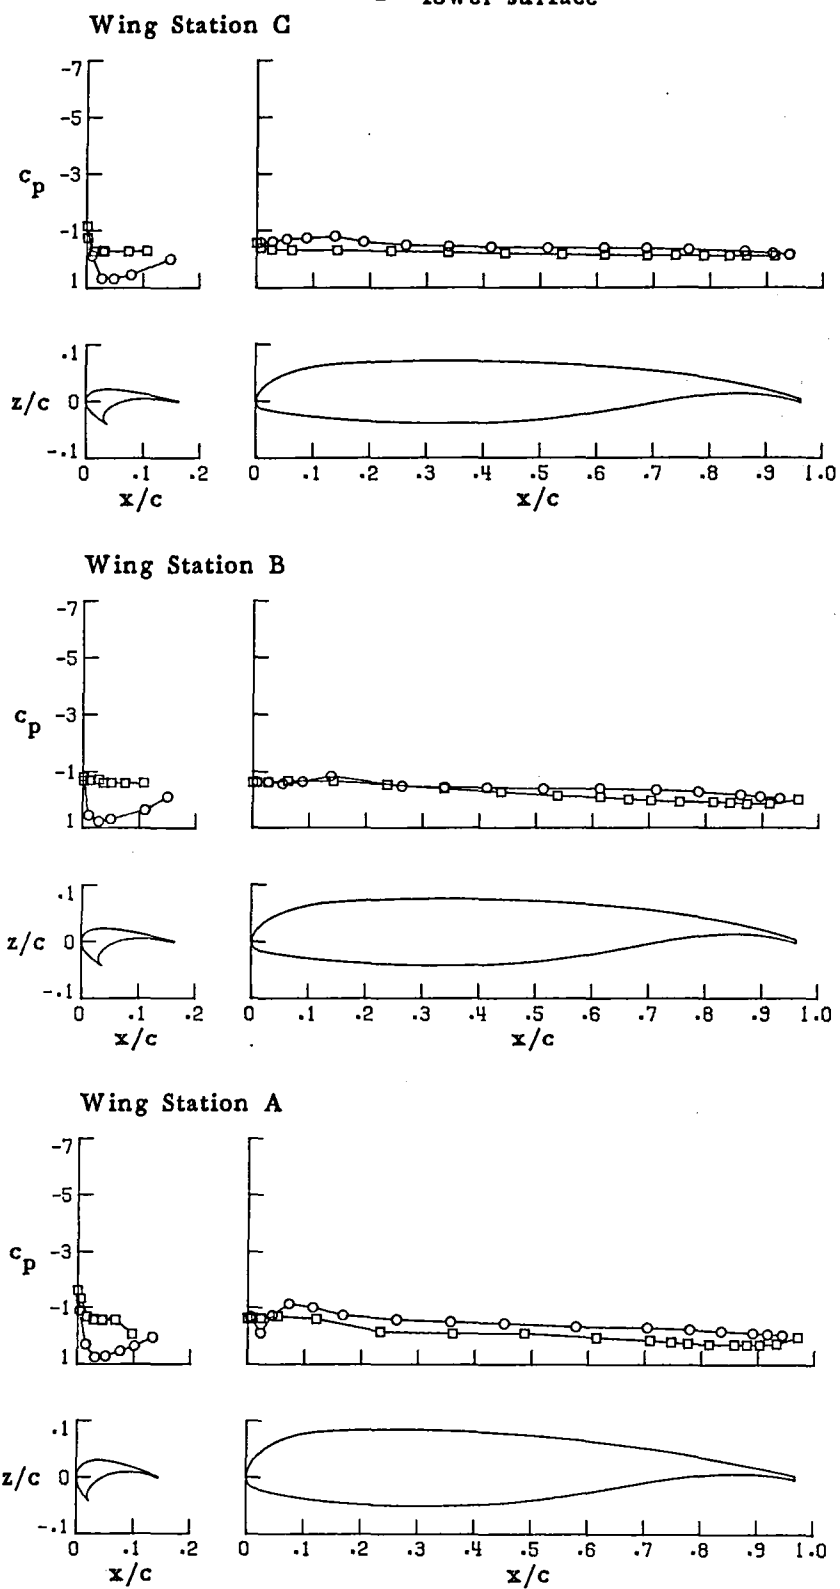 lower surface
Wing Station C
-7
-5
-3
-1
1
c_p
.1
0
-.1
z/c
0 .1 .2
x/c
0 .1 .2 .3 .4 .5 .6 .7 .8 .9 1.0
x/c
Wing Station B
-7
-5
-3
-1
1
c_p
.1
0
-.1
z/c
0 .1 .2
x/c
0 .1 .2 .3 .4 .5 .6 .7 .8 .9 1.0
x/c
Wing Station A
-7
-5
-3
-1
1
c_p
.1
0
-.1
z/c
0 .1 .2
x/c
0 .1 .2 .3 .4 .5 .6 .7 .8 .9 1.0
x/c